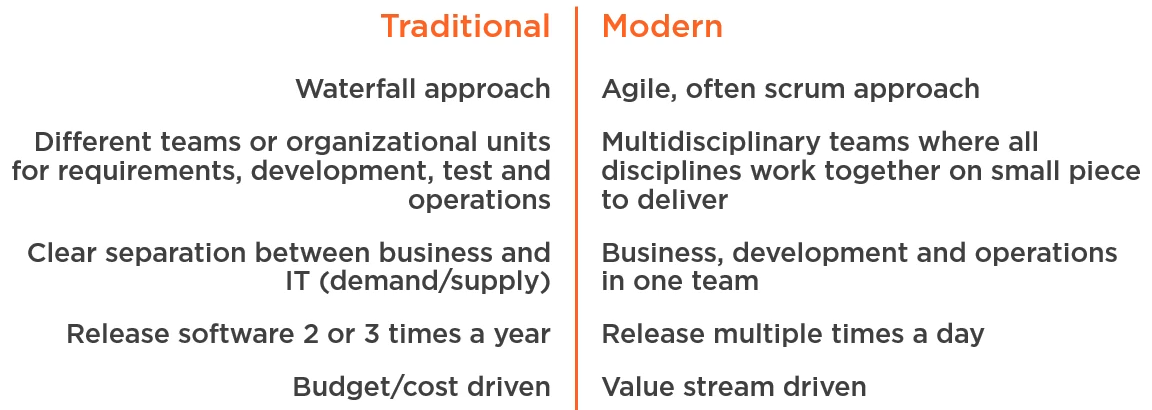 Traditional
Modern
Waterfall approach
Agile, often scrum approach
Different teams or organizational units
for requirements, development, test and
operations
Multidisciplinary teams where all
disciplines work together on small piece
to deliver
Clear separation between business and
IT (demand/supply)
Business, development and operations
in one team
Release software 2 or 3 times a year
Release multiple times a day
Budget/cost driven
Value stream driven